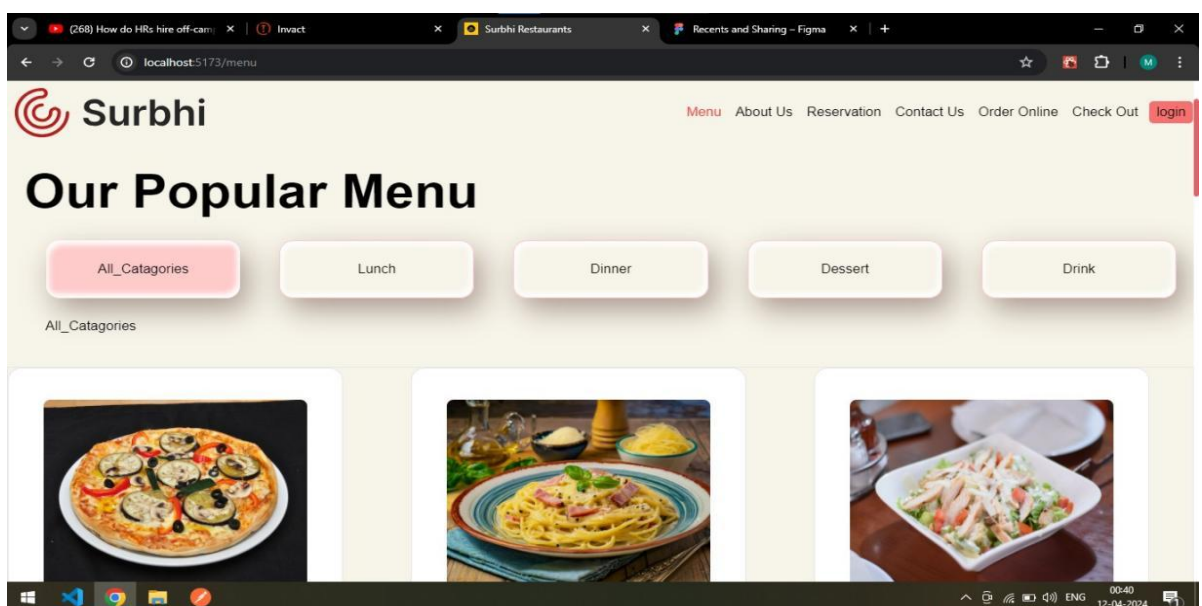 (268) How do HRs hire off-cam
Invact
Surbhi Restaurants
Recents and Sharing – Figma
localhost:5173/menu
M
Surbhi
Menu About Us Reservation Contact Us Order Online Check Out login
Our Popular Menu
All_Catagories Lunch Dinner Dessert Drink
All_Catagories
ENG
00:40
12-04-2024